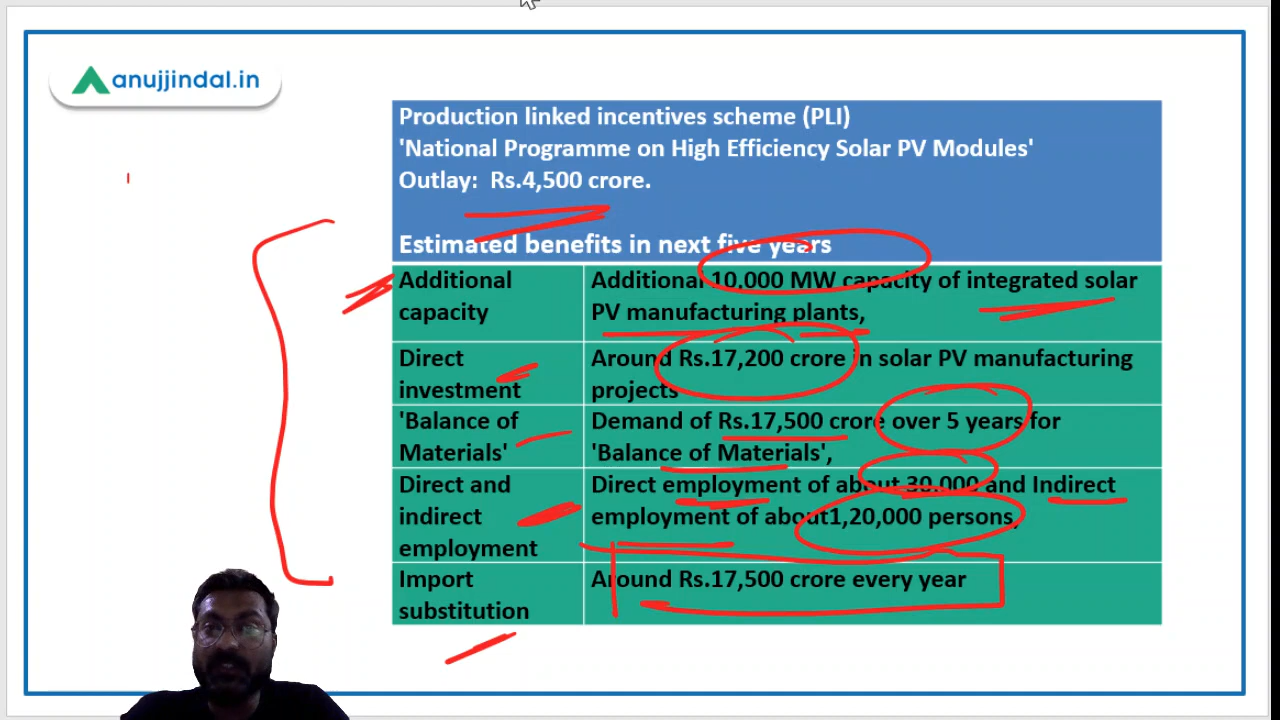 anujjindal.in
Production linked incentives scheme (PLI)
'National Programme on High Efficiency Solar PV Modules'
Outlay:  Rs.4,500 crore.
Estimated benefits in next five years
Additional capacity
Additional 10,000 MW capacity of integrated solar
PV manufacturing plants,
Direct investment
Around Rs.17,200 crore in solar PV manufacturing
projects
'Balance of Materials'
Demand of Rs.17,500 crore over 5 years for
'Balance of Materials',
Direct and indirect employment
Direct employment of about 30,000 and Indirect
employment of about1,20,000 persons,
Import substitution
Around Rs.17,500 crore every year